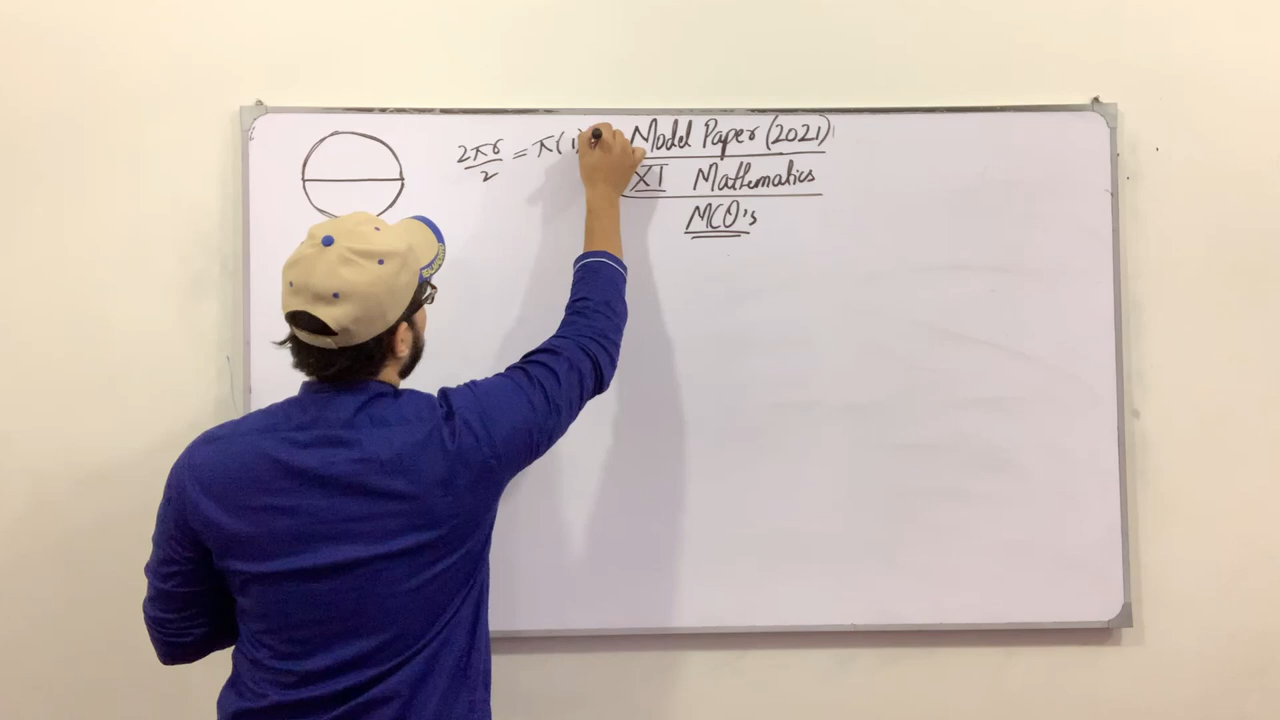 2πr/2 = π(1)
Model Paper (2021)
XI Mathematics
MCQ's